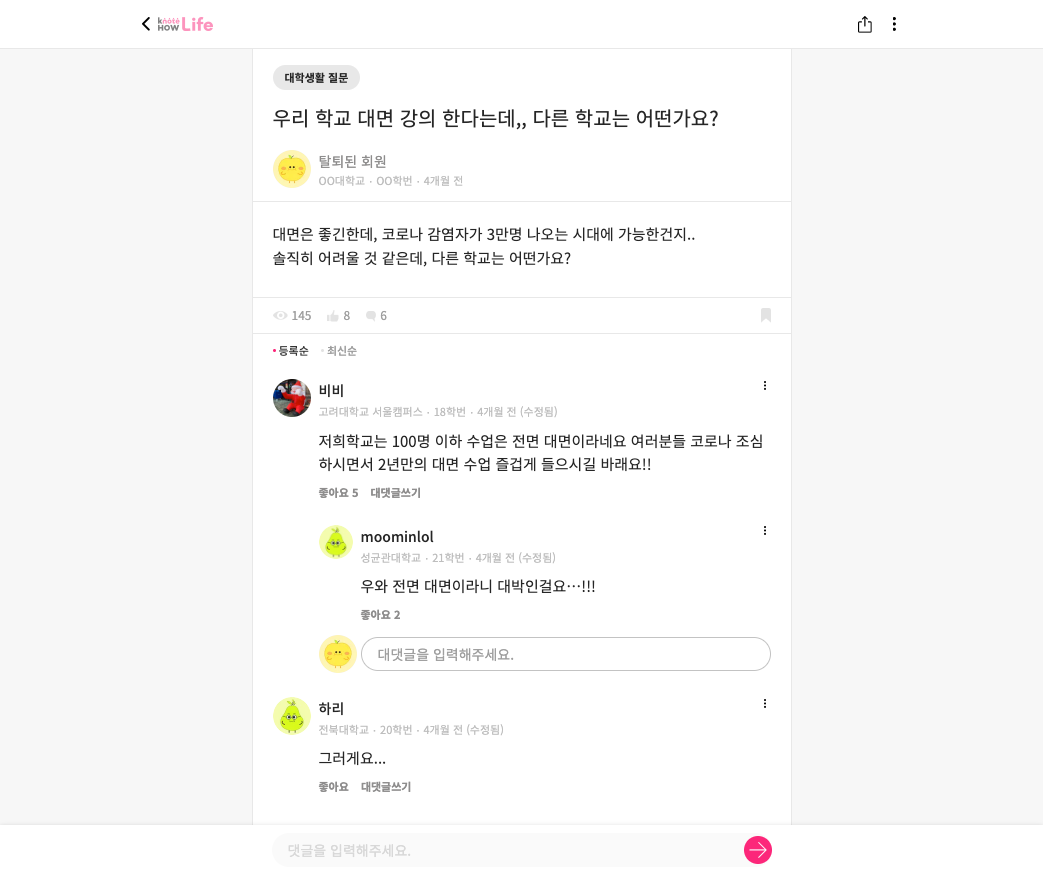 knote HOW Life
대학생활 질문
우리 학교 대면 강의 한다는데,, 다른 학교는 어떤가요?
탈퇴된 회원
OO대학교 · OO학번 · 4개월 전
대면은 좋긴한데, 코로나 감염자가 3만명 나오는 시대에 가능한건지..
솔직히 어려울 것 같은데, 다른 학교는 어떤가요?
145 8 6
등록순 최신순
비비
고려대학교 서울캠퍼스 · 18학번 · 4개월 전 (수정됨)
저희학교는 100명 이하 수업은 전면 대면이라네요 여러분들 코로나 조심
하시면서 2년만의 대면 수업 즐겁게 들으시길 바래요!!
좋아요 5 대댓글쓰기
moominlol
성균관대학교 · 21학번 · 4개월 전 (수정됨)
우와 전면 대면이라니 대박인걸요…!!!
좋아요 2
대댓글을 입력해주세요.
하리
전북대학교 · 20학번 · 4개월 전 (수정됨)
그러게요...
좋아요 대댓글쓰기
댓글을 입력해주세요.